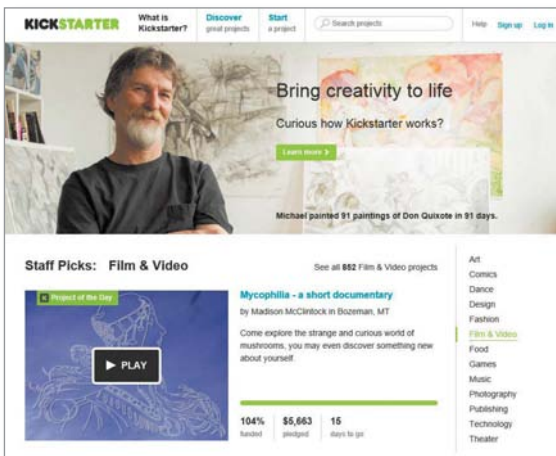 KICKSTARTER
What is
Kickstarter?
Discover
great projects
Start
a project
Search projects
Help Sign up Log in
Bring creativity to life
Curious how Kickstarter works?
Learn more >
Michael painted 91 paintings of Don Quixote in 91 days.
Staff Picks: Film & Video
See all 652 Film & Video projects
Project of the Day
PLAY
Mycophilia - a short documentary
by Madison McClintock in Bozeman, MT
Come explore the strange and curious world of
mushrooms, you may even discover something new
about yourself.
104% $5,663 15
funded pledged days to go
Art
Comics
Dance
Design
Fashion
Film & Video
Food
Games
Music
Photography
Publishing
Technology
Theater